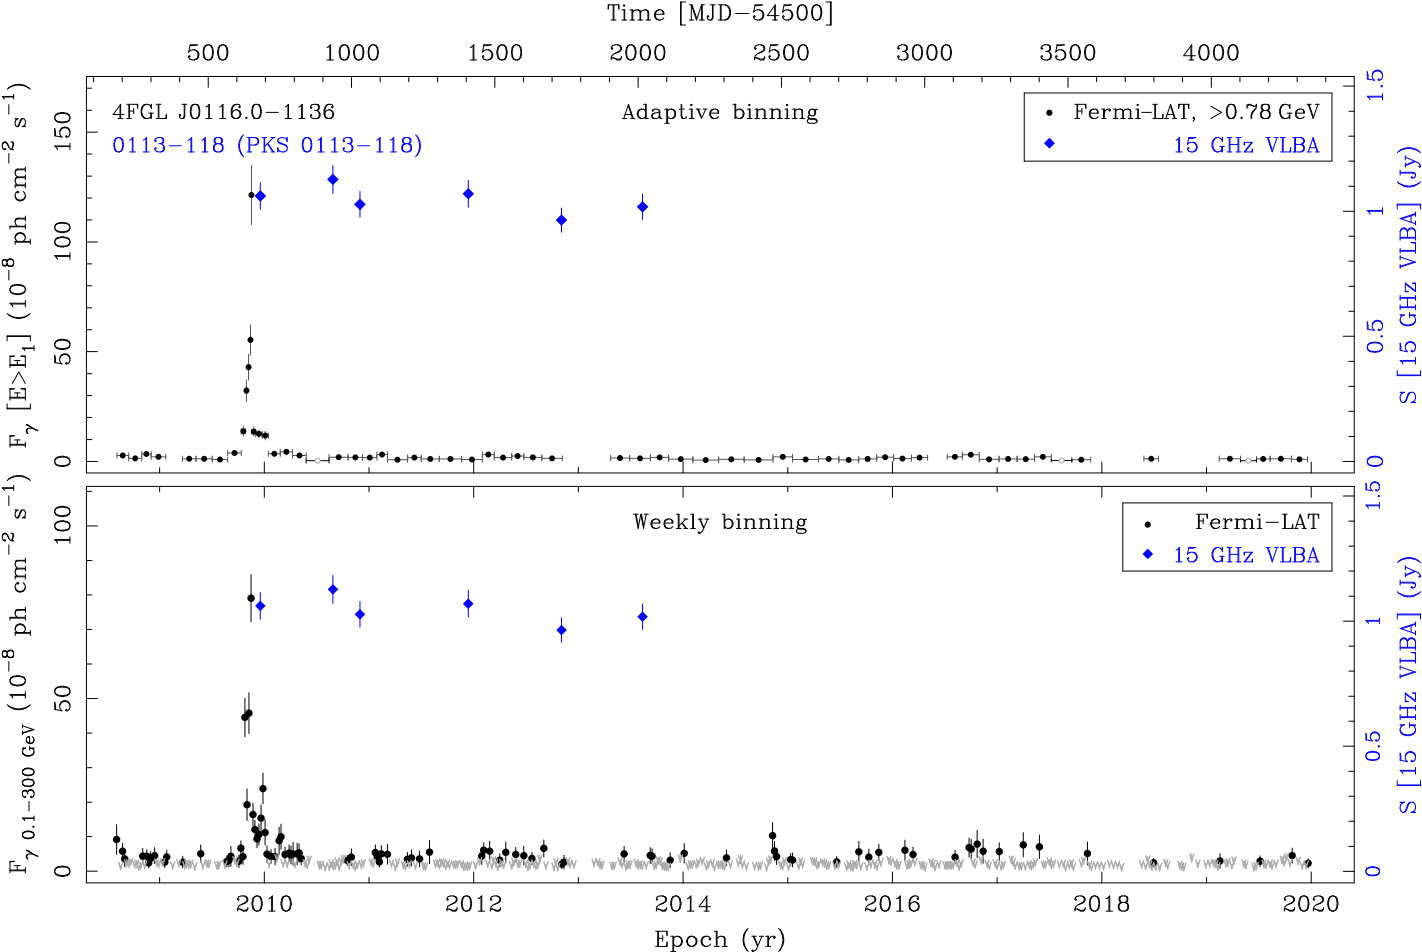 Time [MJD−54500]
500 1000 1500 2000 2500 3000 3500 4000
4FGL J0116.0−1136
0113−118 (PKS 0113−118)
Adaptive binning
Fermi−LAT, >0.78 GeV
15 GHz VLBA
0 50 100 150
F_γ [E>E_1] (10^−8 ph cm^−2 s^−1)
0 0.5 1 1.5
S [15 GHz VLBA] (Jy)
Weekly binning
Fermi−LAT
15 GHz VLBA
0 50 100
F_γ 0.1−300 GeV (10^−8 ph cm^−2 s^−1)
0 0.5 1 1.5
S [15 GHz VLBA] (Jy)
2010 2012 2014 2016 2018 2020
Epoch (yr)